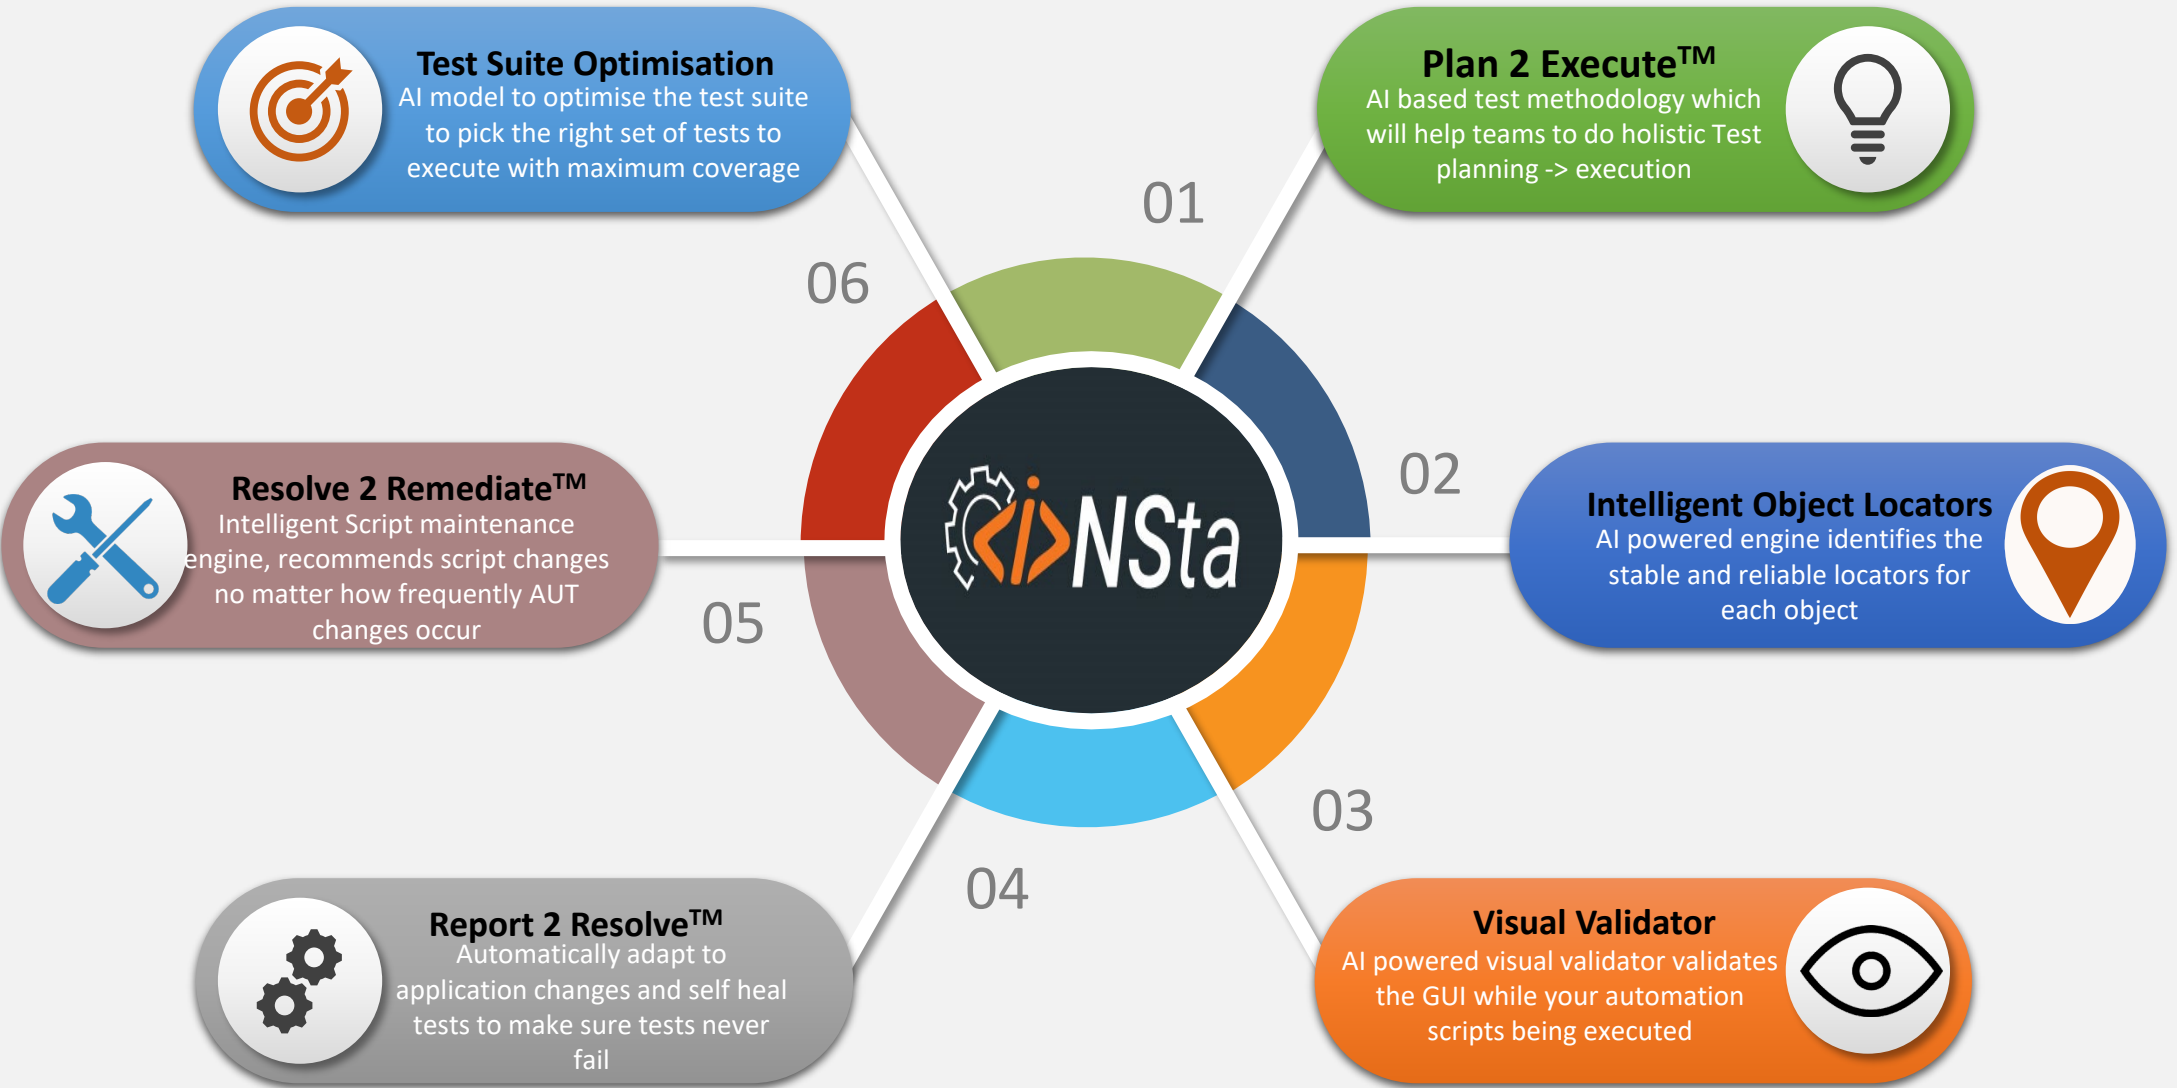 Test Suite Optimisation
AI model to optimise the test suite
to pick the right set of tests to
execute with maximum coverage
Plan 2 Execute™
AI based test methodology which
will help teams to do holistic Test
planning -> execution
01
06
02
Intelligent Object Locators
AI powered engine identifies the
stable and reliable locators for
each object
Resolve 2 Remediate™
Intelligent Script maintenance
engine, recommends script changes
no matter how frequently AUT
changes occur
<i>NSta
05
03
04
Report 2 Resolve™
Automatically adapt to
application changes and self heal
tests to make sure tests never
fail
Visual Validator
AI powered visual validator validates
the GUI while your automation
scripts being executed